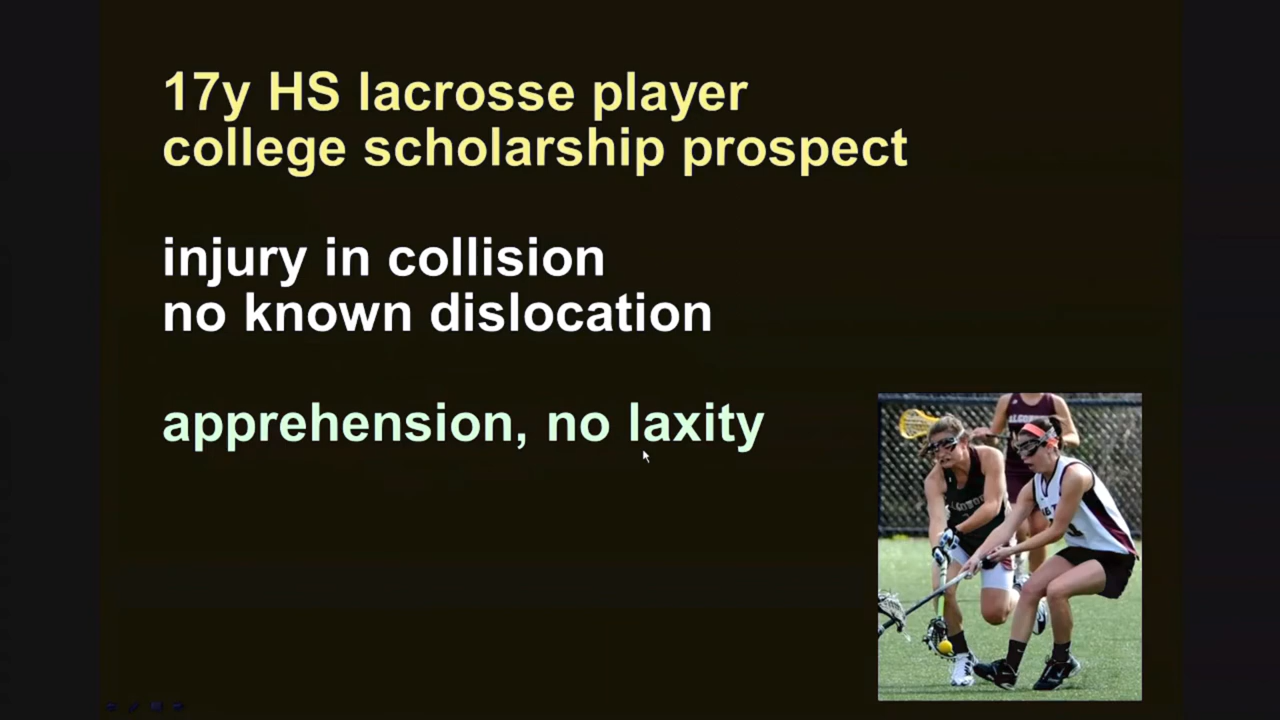 17y HS lacrosse player
college scholarship prospect
injury in collision
no known dislocation
apprehension, no laxity